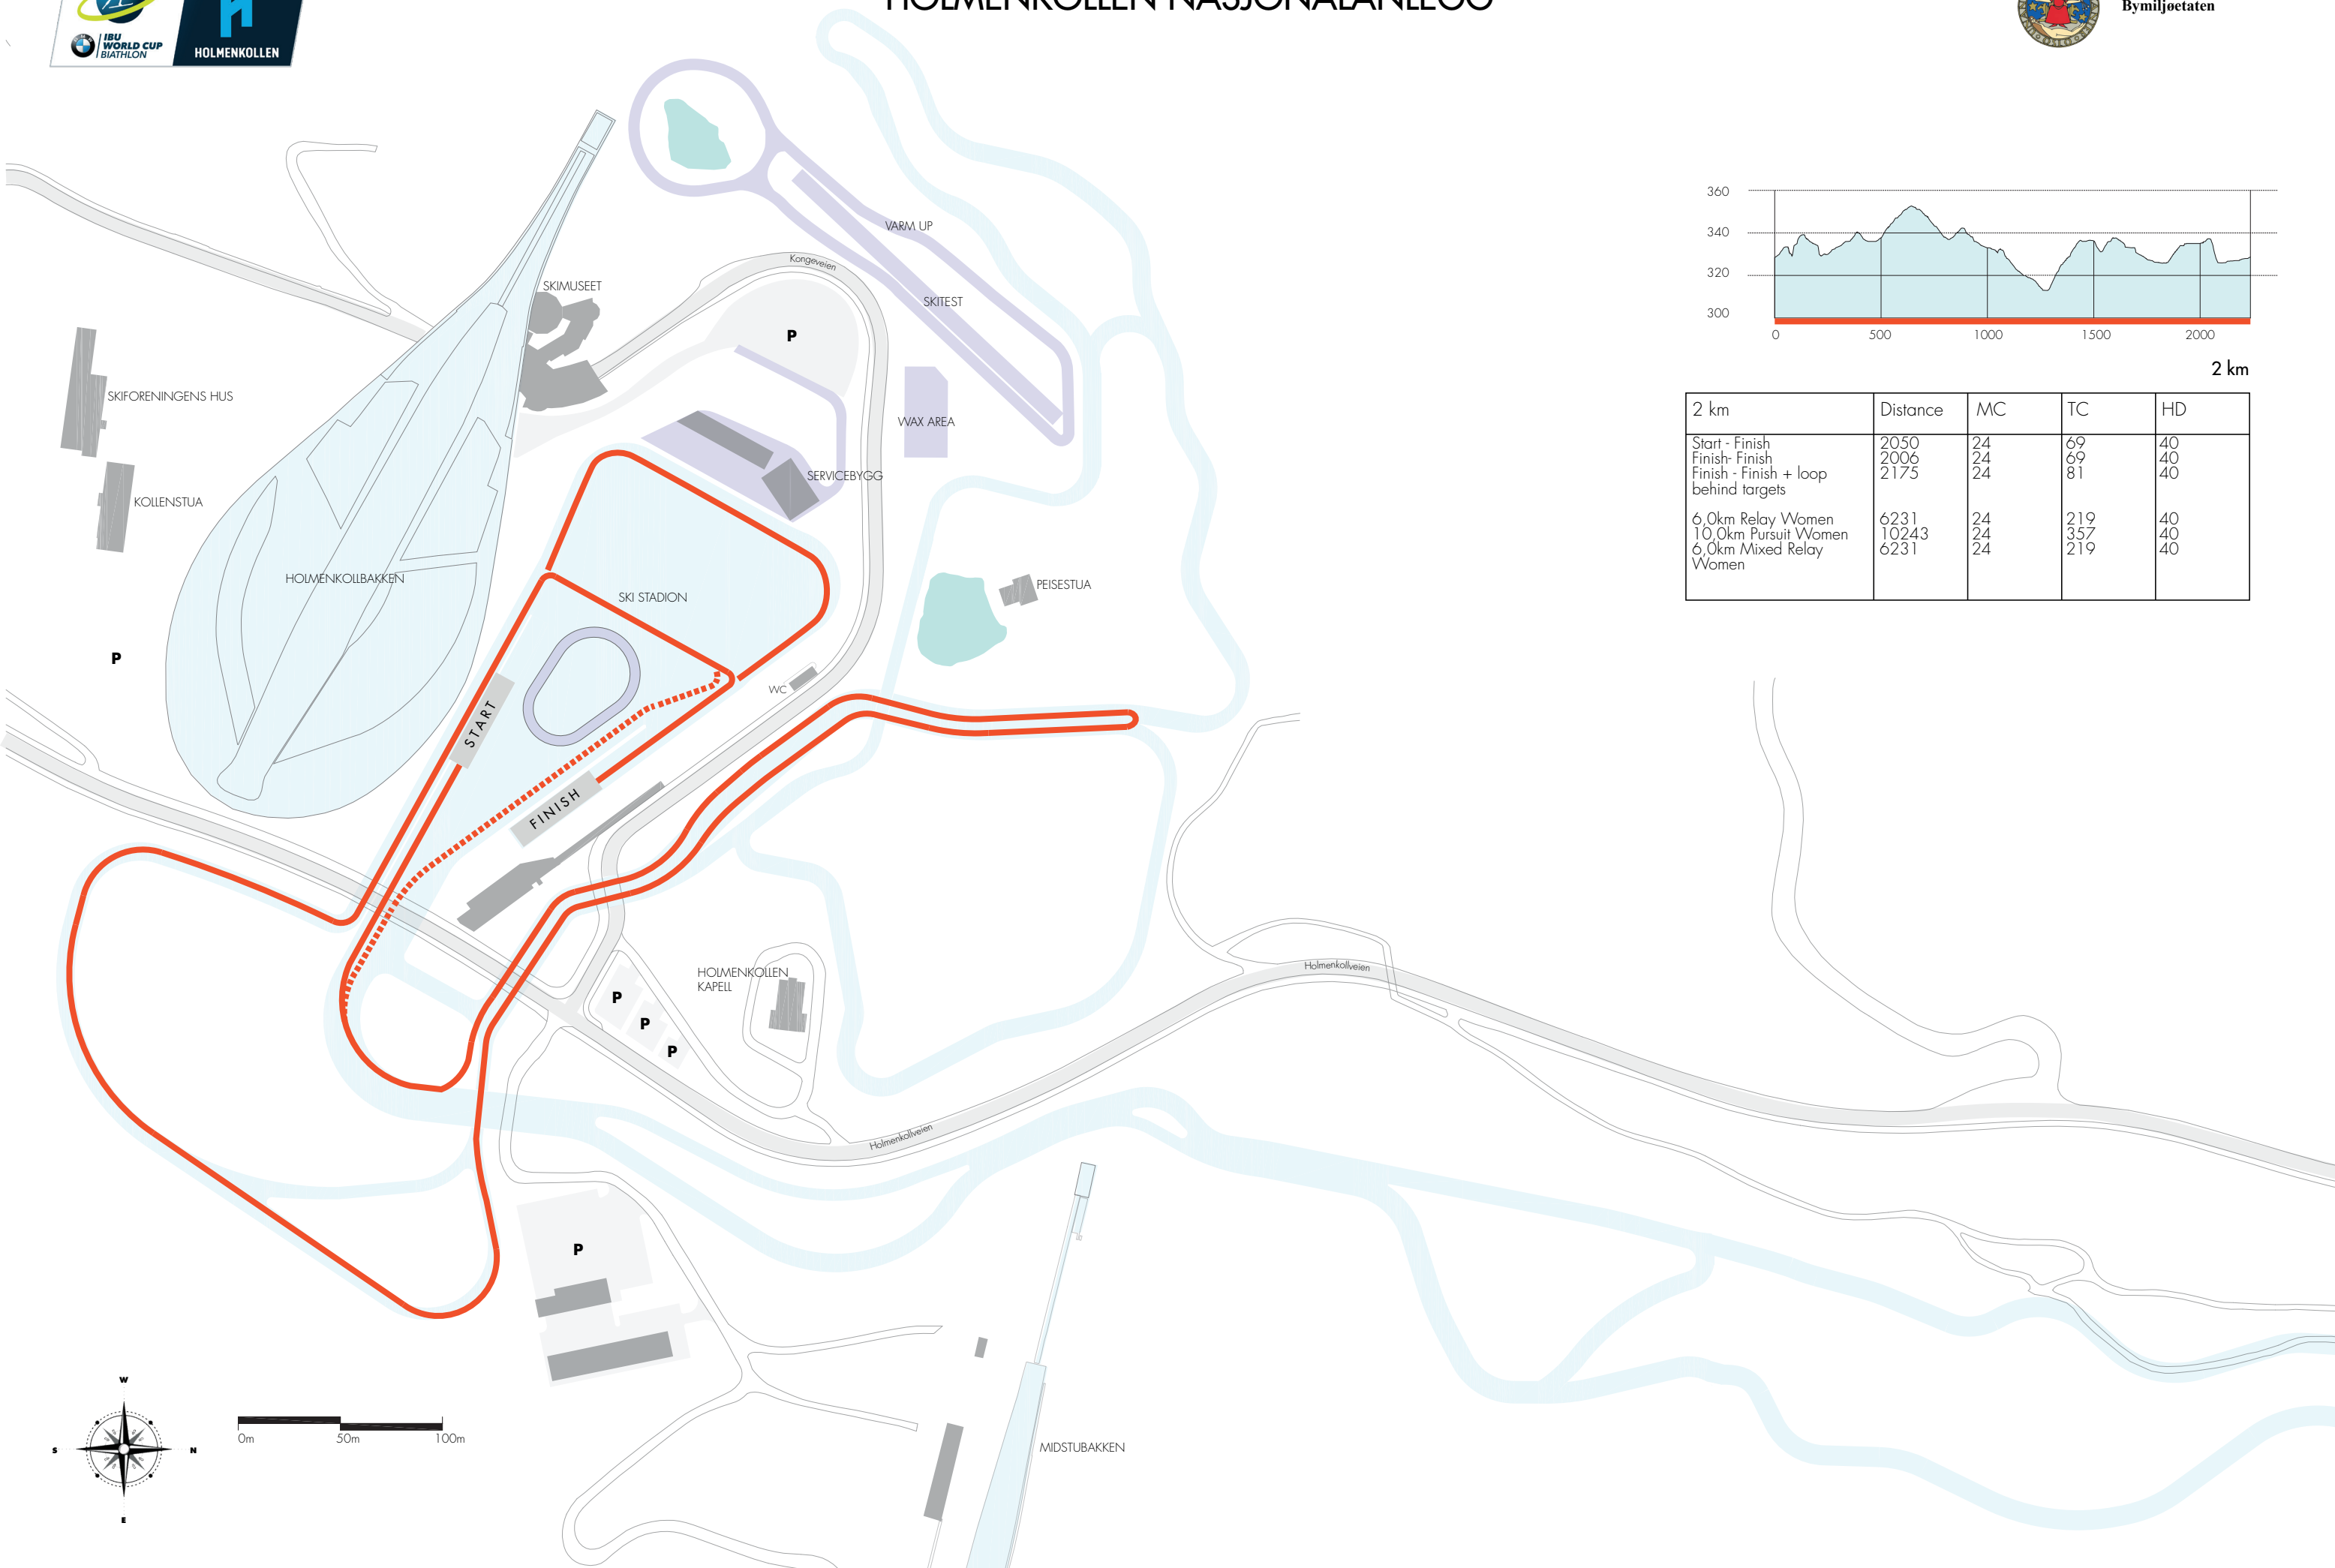 HOLMENKOLLEN NASJONALANLEGG
Bymiljøetaten
IBU
WORLD CUP
BIATHLON
HOLMENKOLLEN
VARM UP
Kongeveien
SKIMUSEET
SKITEST
P
SKIFORENINGENS HUS
WAX AREA
SERVICEBYGG
KOLLENSTUA
HOLMENKOLLBAKKEN
SKI STADION
PEISESTUA
P
WC
START
FINISH
HOLMENKOLLEN
KAPELL
Holmenkollveien
P
P
P
Holmenkollveien
P
MIDSTUBAKKEN
W
S
N
E
0m 50m 100m
360
340
320
300
0 500 1000 1500 2000
2 km
2 km Distance MC TC HD
Start - Finish 2050 24 69 40
Finish- Finish 2006 24 69 40
Finish - Finish + loop 2175 24 81 40
behind targets
6,0km Relay Women 6231 24 219 40
10,0km Pursuit Women 10243 24 357 40
6,0km Mixed Relay 6231 24 219 40
Women